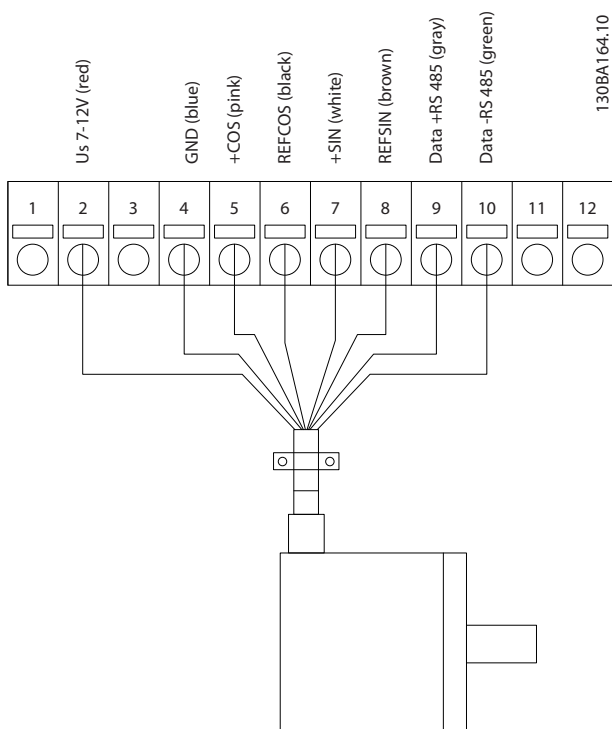 Us 7-12V (red)
GND (blue)
+COS (pink)
REFCOS (black)
+SIN (white)
REFSIN (brown)
Data +RS 485 (gray)
Data -RS 485 (green)
130BA164.10
1 2 3 4 5 6 7 8 9 10 11 12